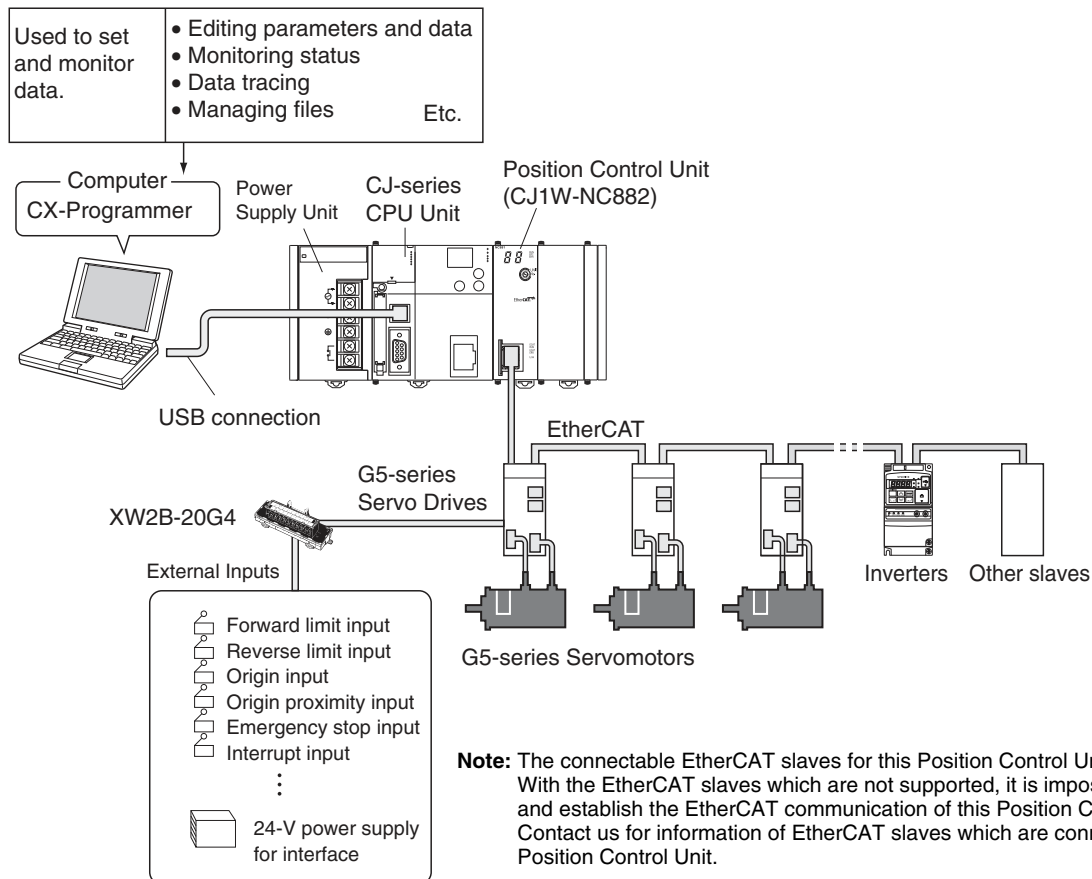 Used to set
and monitor
data.
• Editing parameters and data
• Monitoring status
• Data tracing
• Managing files Etc.
Computer
CX-Programmer
Power
Supply Unit
CJ-series
CPU Unit
Position Control Unit
(CJ1W-NC882)
EtherCAT
USB connection
EtherCAT
G5-series
Servo Drives
XW2B-20G4
External Inputs
Inverters
Other slaves
Forward limit input
Reverse limit input
Origin input
Origin proximity input
Emergency stop input
Interrupt input
24-V power supply
for interface
G5-series Servomotors
Note: The connectable EtherCAT slaves for this Position Control
With the EtherCAT slaves which are not supported, it is
and establish the EtherCAT communication of this Position
Contact us for information of EtherCAT slaves which are
Position Control Unit.